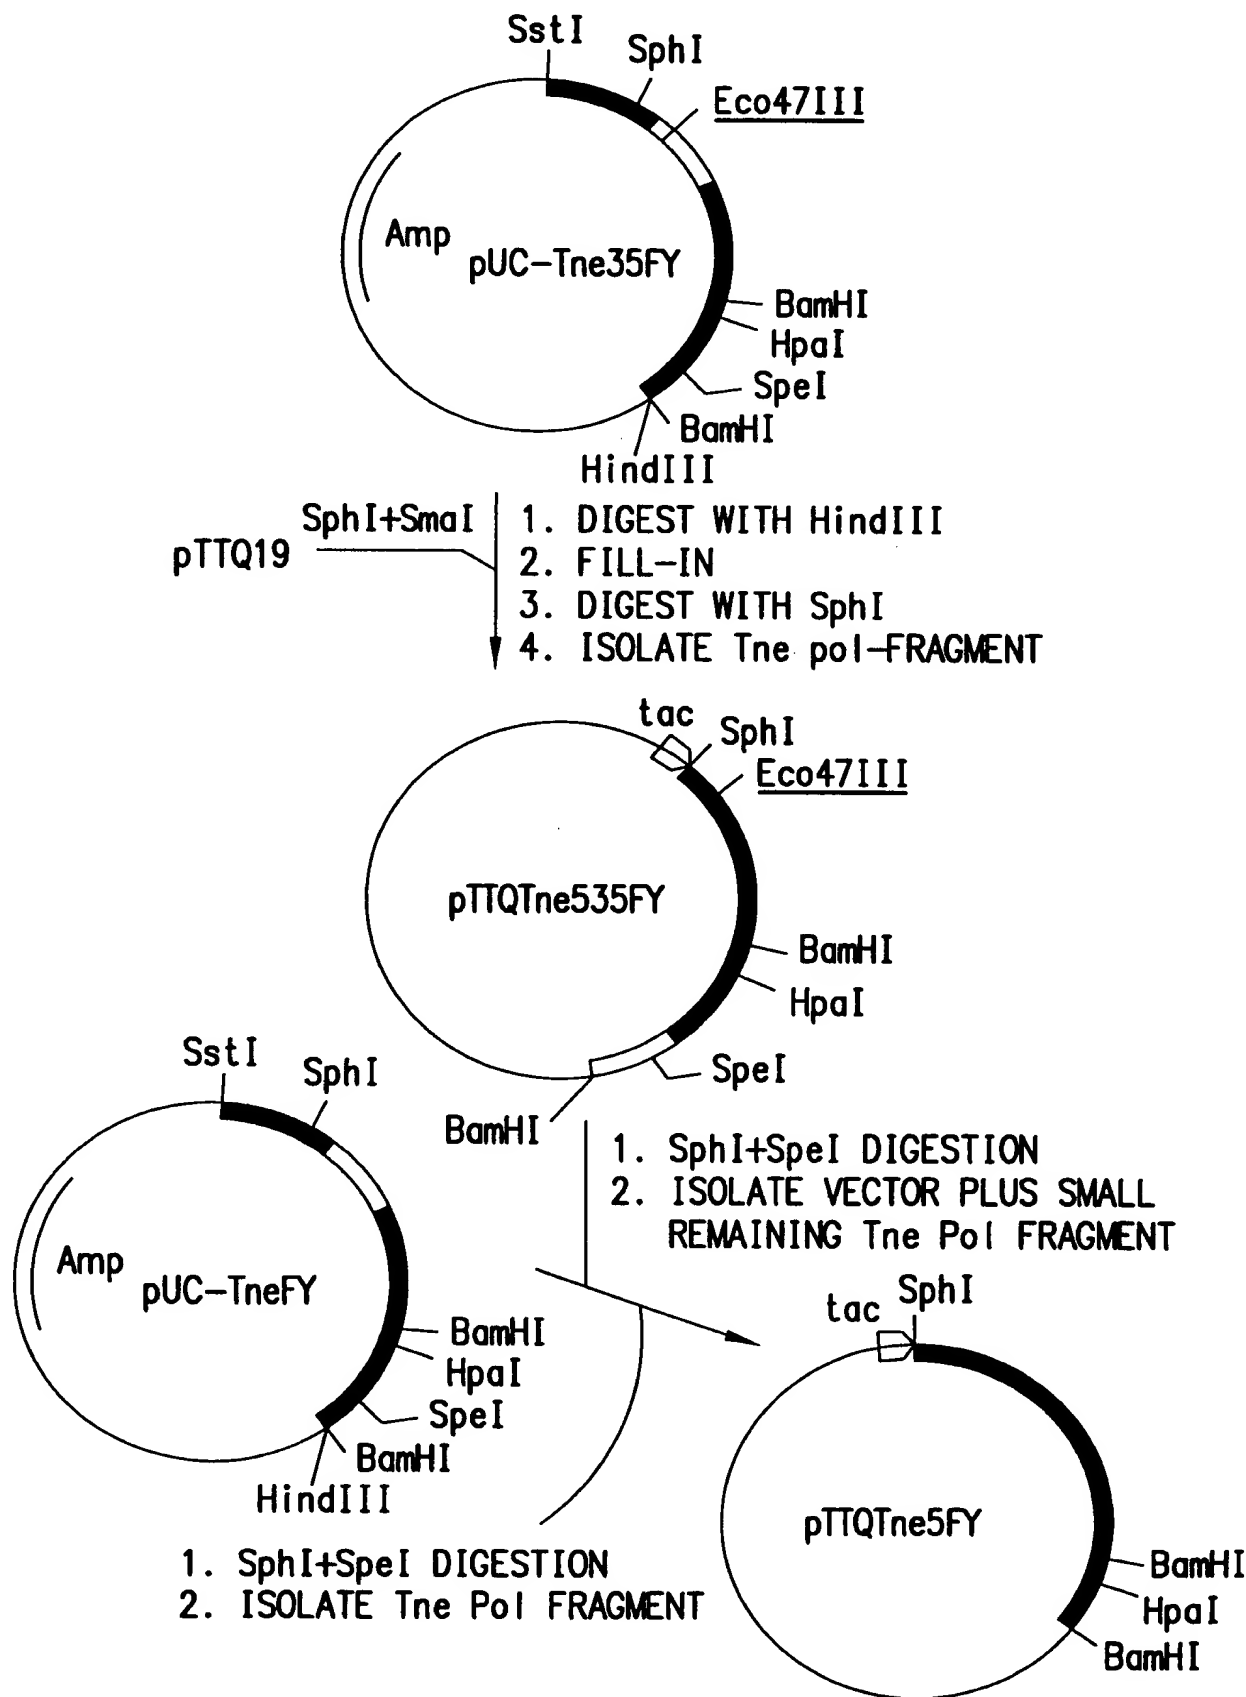 SstI
SphI
Eco47III
Amp
pUC-Tne35FY
BamHI
HpaI
SpeI
BamHI
HindIII
SphI+SmaI
pTTQ19
1. DIGEST WITH HindIII
2. FILL-IN
3. DIGEST WITH SphI
4. ISOLATE Tne pol-FRAGMENT
tac
SphI
Eco47III
pTTQTne535FY
BamHI
HpaI
SpeI
BamHI
SstI
SphI
Amp
pUC-TneFY
BamHI
HpaI
SpeI
BamHI
HindIII
1. SphI+SpeI DIGESTION
2. ISOLATE VECTOR PLUS SMALL
REMAINING Tne Pol FRAGMENT
1. SphI+SpeI DIGESTION
2. ISOLATE Tne Pol FRAGMENT
tac
SphI
pTTQTne5FY
BamHI
HpaI
BamHI